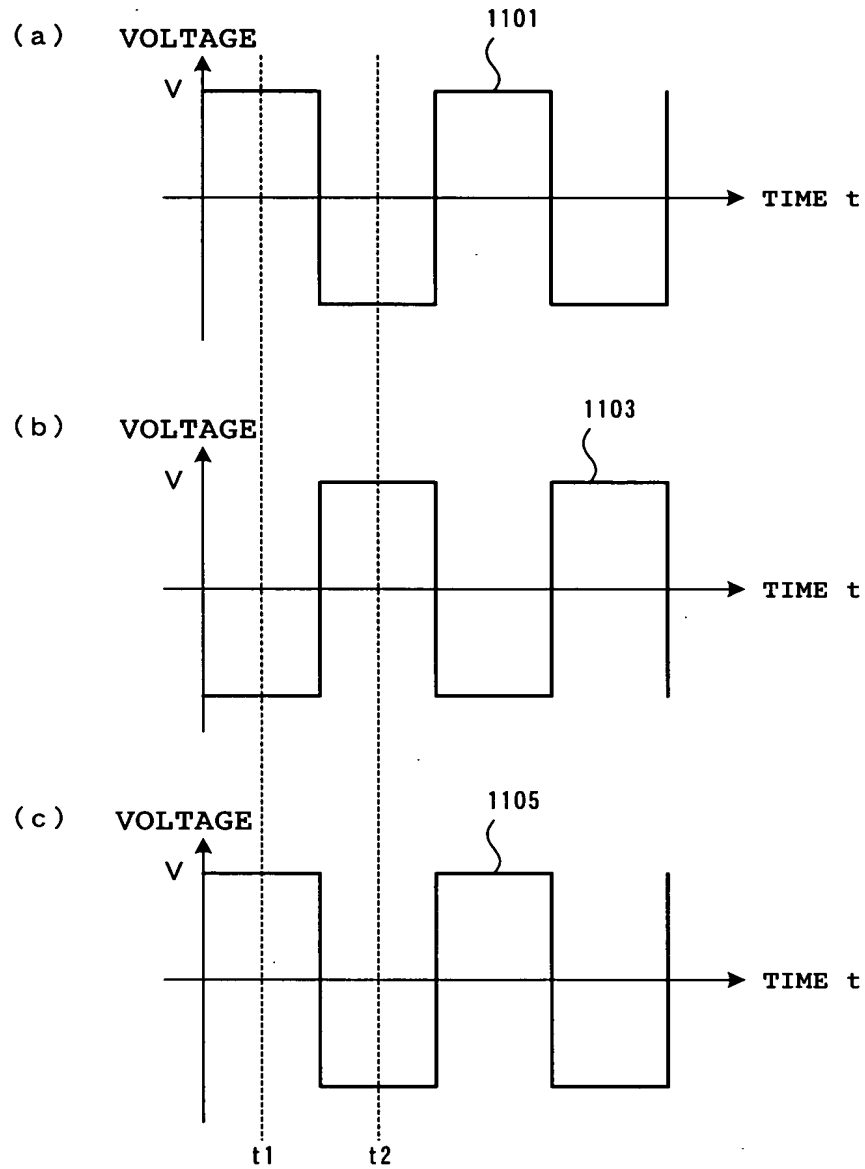 (a) VOLTAGE
1101
V
TIME t
(b) VOLTAGE
1103
V
TIME t
(c) VOLTAGE
1105
V
TIME t
t1 t2